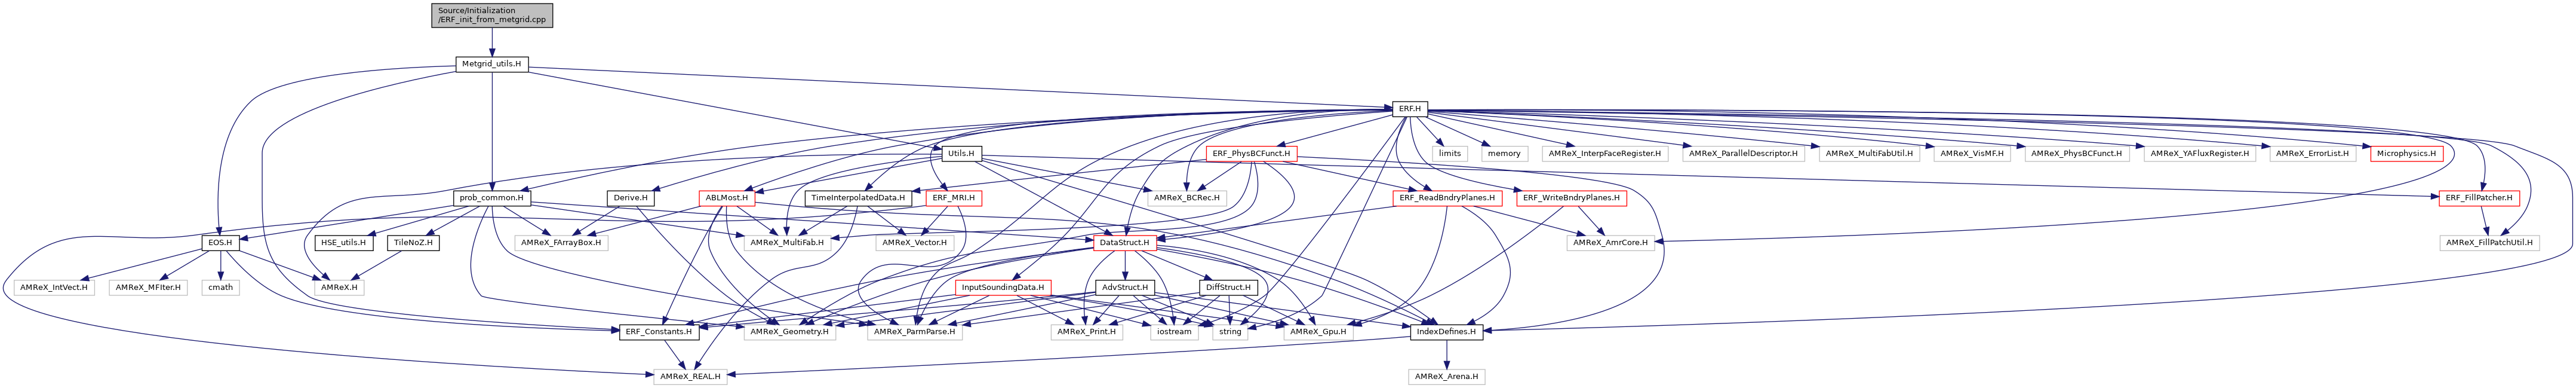 Source/Initialization
/ERF_init_from_metgrid.cpp
Metgrid_utils.H
ERF.H
Utils.H
ERF_PhysBCFunct.H
limits
memory
AMReX_InterpFaceRegister.H
AMReX_ParallelDescriptor.H
AMReX_MultiFabUtil.H
AMReX_VisMF.H
AMReX_PhysBCFunct.H
AMReX_YAFluxRegister.H
AMReX_ErrorList.H
Microphysics.H
prob_common.H
Derive.H
ABLMost.H
TimeInterpolatedData.H
ERF_MRI.H
AMReX_BCRec.H
ERF_ReadBndryPlanes.H
ERF_WriteBndryPlanes.H
ERF_FillPatcher.H
EOS.H
HSE_utils.H
TileNoZ.H
AMReX_FArrayBox.H
AMReX_MultiFab.H
AMReX_Vector.H
DataStruct.H
AMReX_AmrCore.H
AMReX_FillPatchUtil.H
AMReX_IntVect.H
AMReX_MFIter.H
cmath
AMReX.H
InputSoundingData.H
AdvStruct.H
DiffStruct.H
ERF_Constants.H
AMReX_Geometry.H
AMReX_ParmParse.H
AMReX_Print.H
iostream
string
AMReX_Gpu.H
IndexDefines.H
AMReX_REAL.H
AMReX_Arena.H